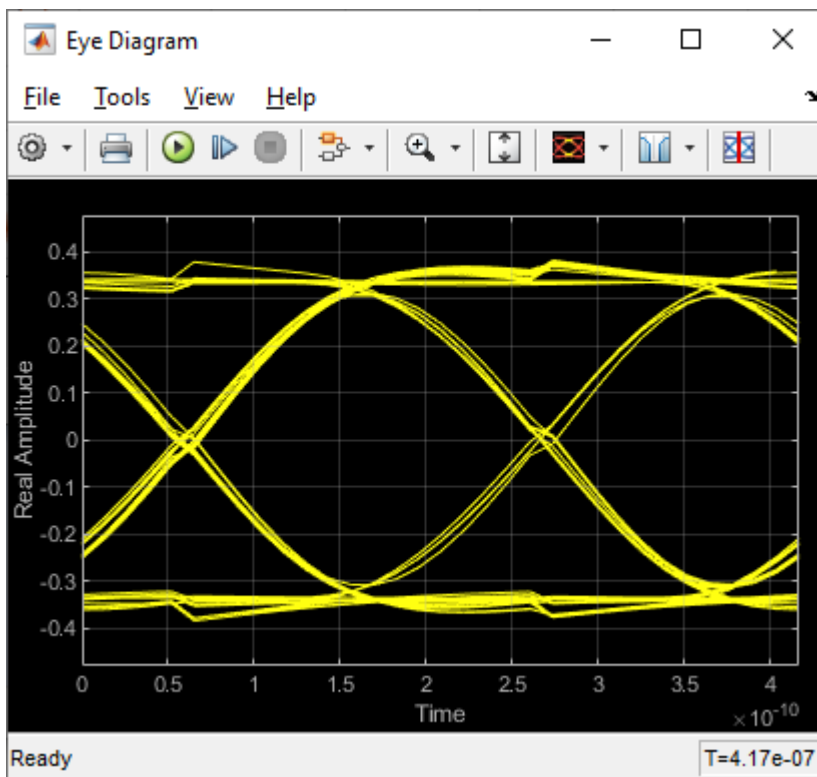 Eye Diagram
File Tools View Help
Real Amplitude
0.4
0.3
0.2
0.1
0
-0.1
-0.2
-0.3
-0.4
0 0.5 1 1.5 2 2.5 3 3.5 4
Time
×10-10
Ready
T=4.17e-07